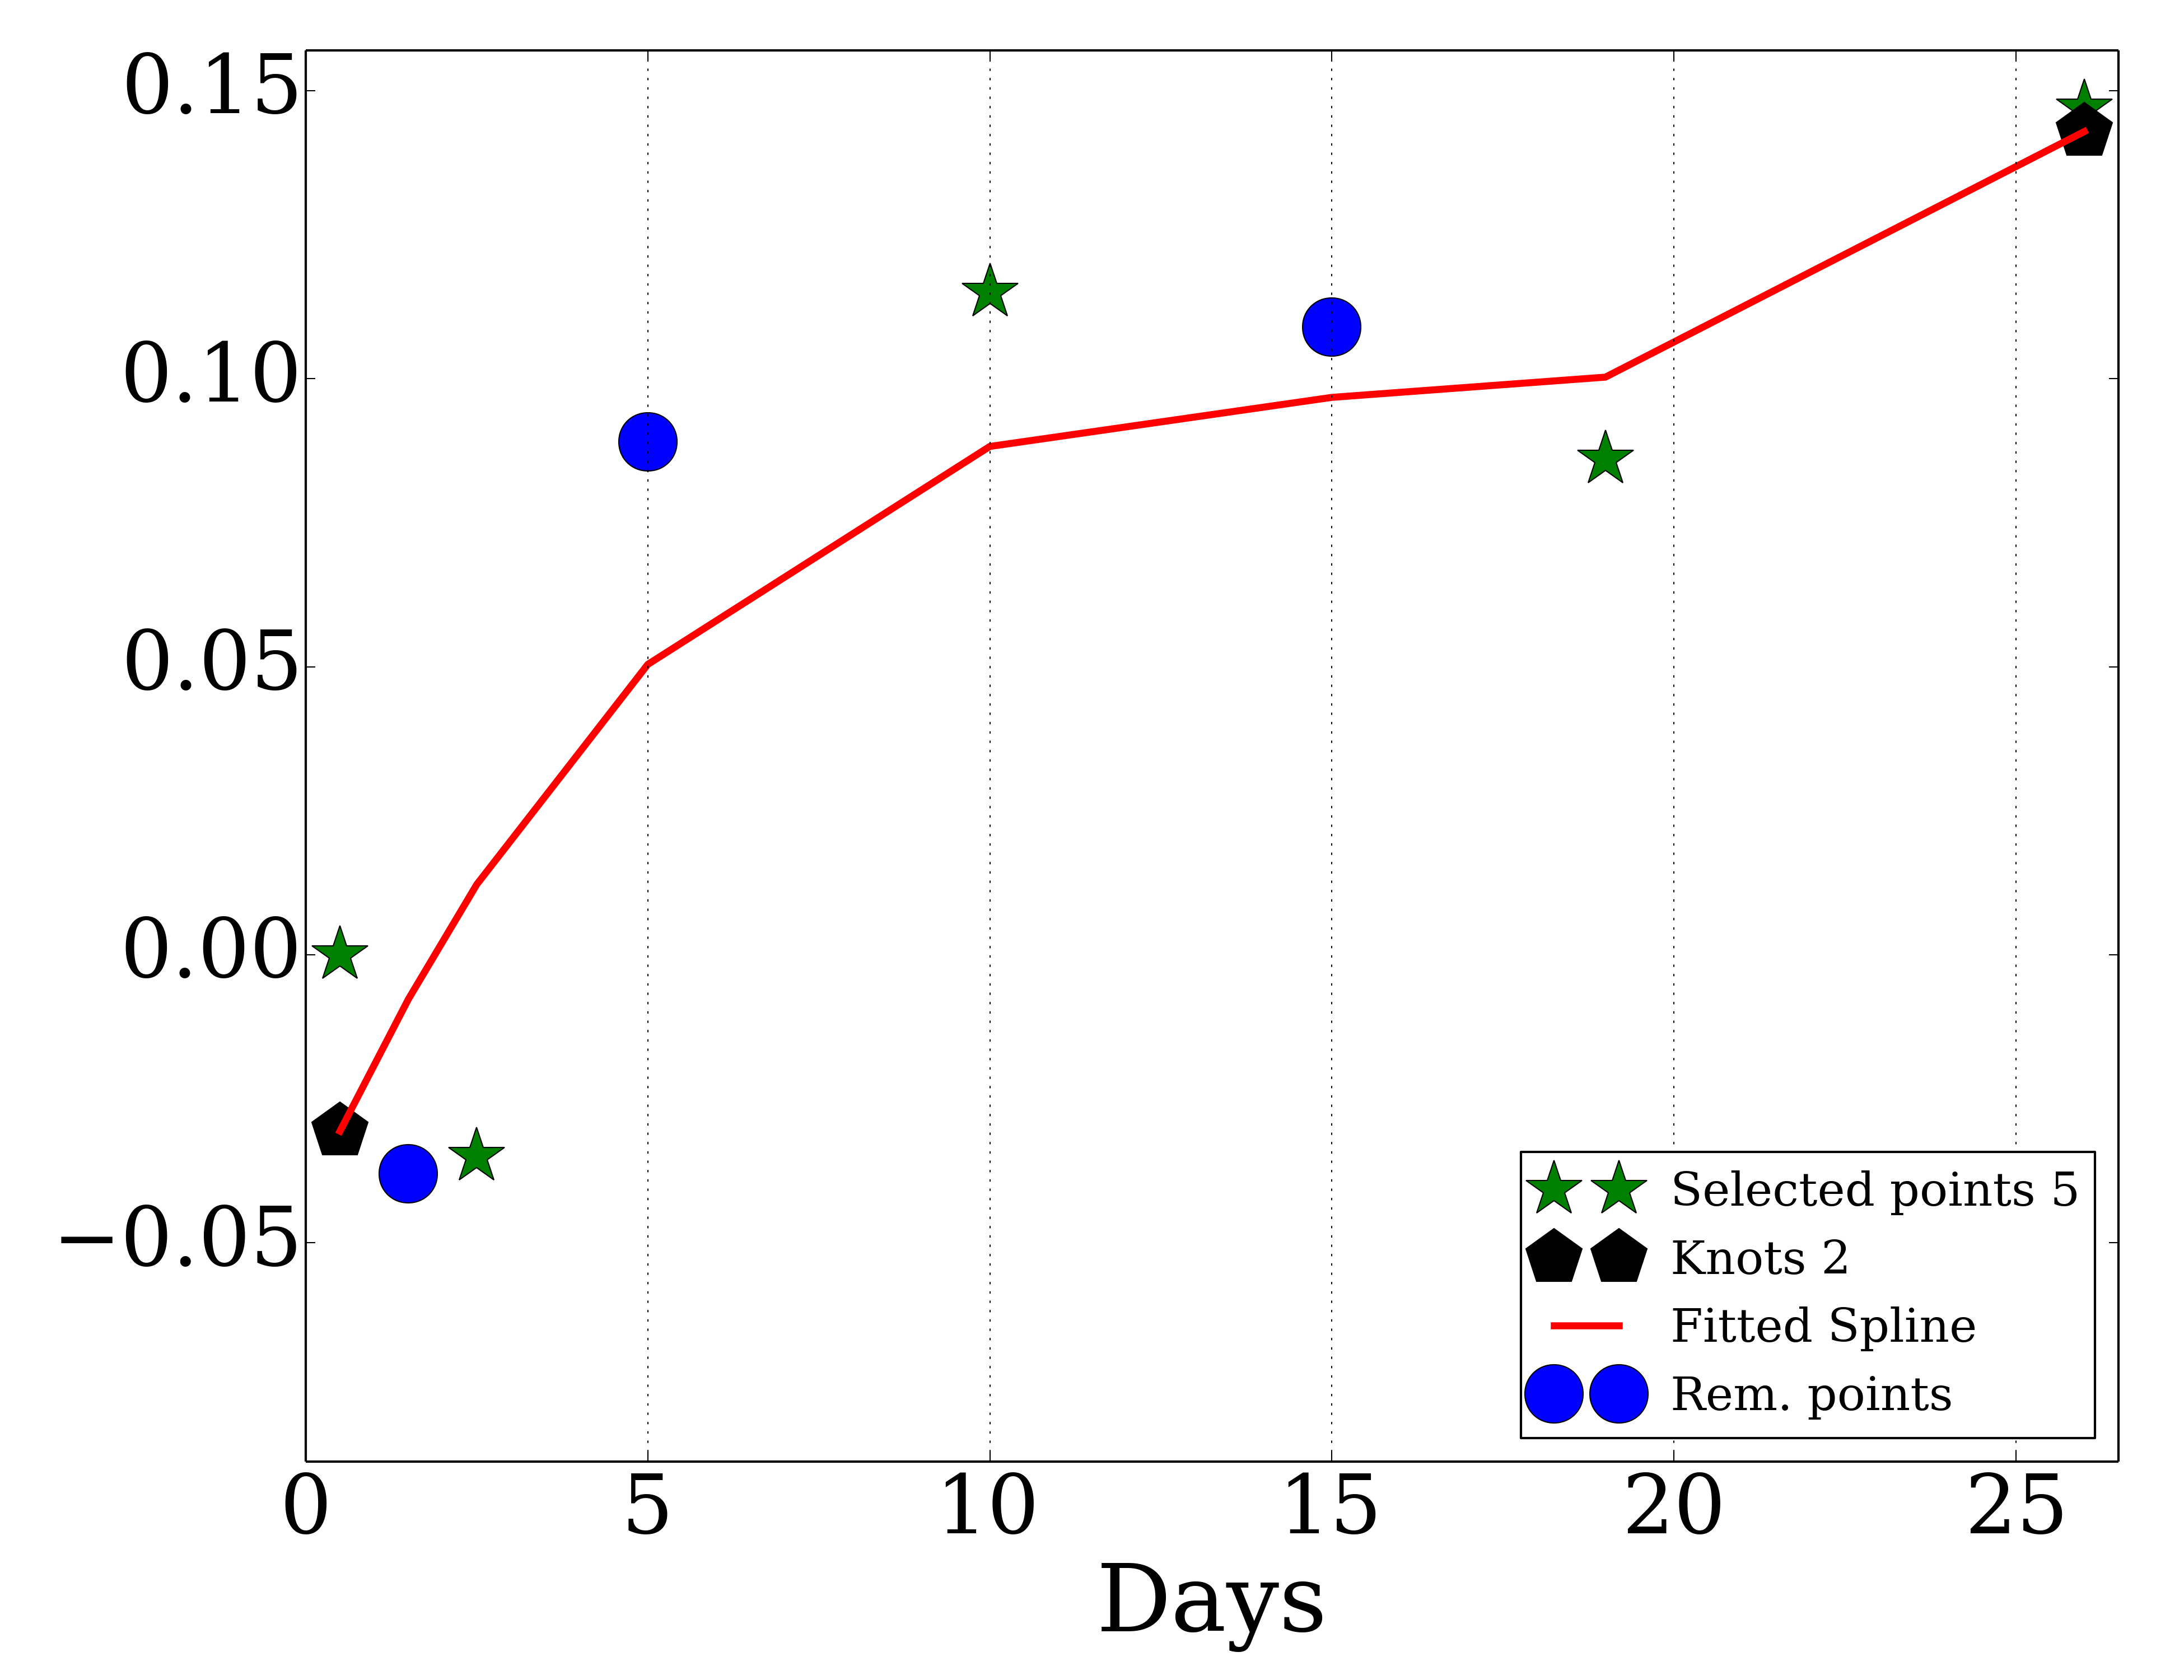 0.15
0.10
0.05
0.00
−0.05
0 5 10 15 20 25
Days
Selected points 5
Knots 2
Fitted Spline
Rem. points